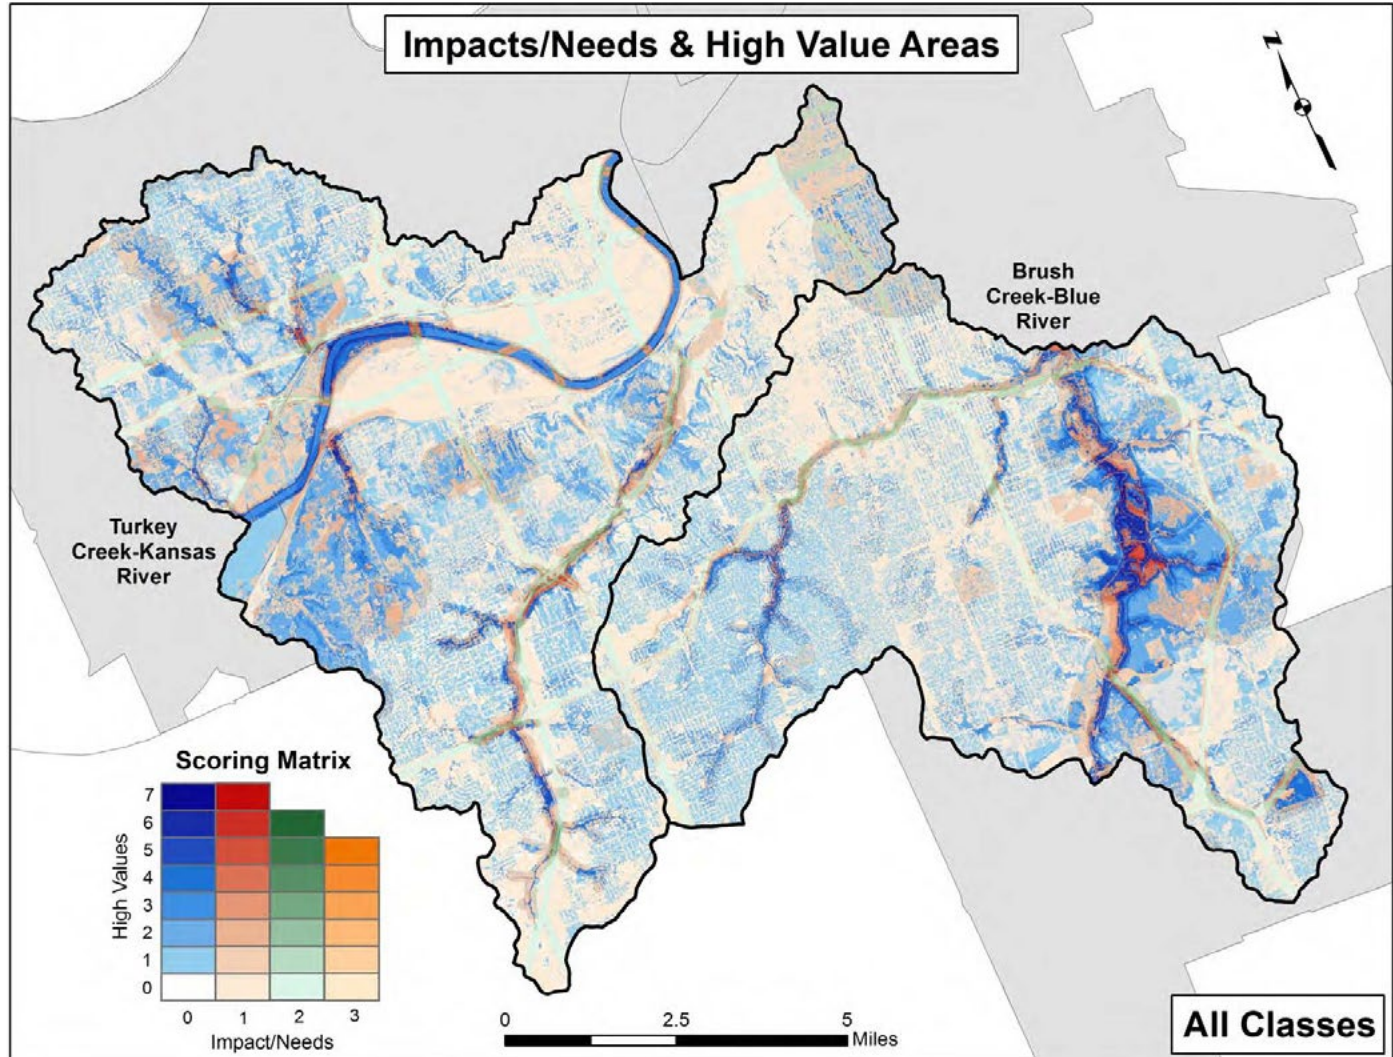 Impacts/Needs & High Value Areas
N
Brush
Creek-Blue
River
Turkey
Creek-Kansas
River
Scoring Matrix
High Values
7
6
5
4
3
2
1
0
0 1 2 3
Impact/Needs
0 2.5 5
Miles
All Classes